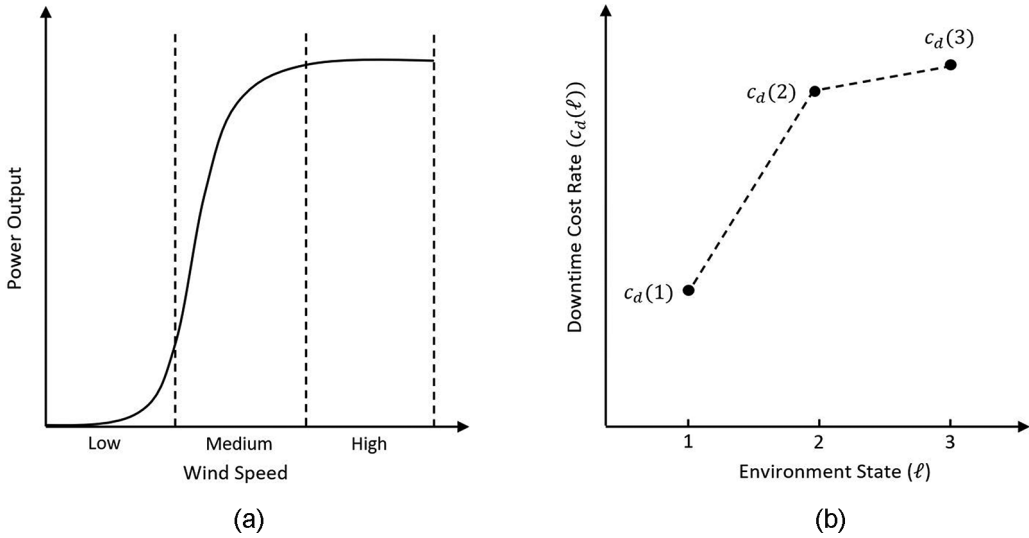 Power Output
Low
Medium
High
Wind Speed
(a)
Downtime Cost Rate (c_d(ℓ))
c_d(1)
c_d(2)
c_d(3)
1
2
3
Environment State (ℓ)
(b)